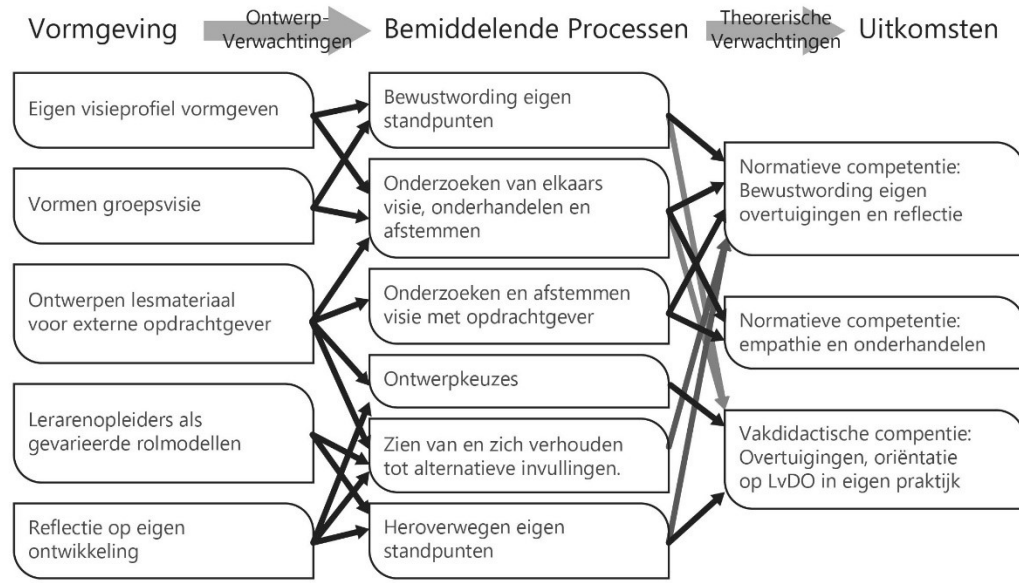 Vormgeving
Ontwerp-
Verwachtingen
Bemiddelende Processen
Theorerische
Verwachtingen
Uitkomsten
Eigen visieprofiel vormgeven
Vormen groepsvisie
Ontwerpen lesmateriaal
voor externe opdrachtgever
Lerarenopleiders als
gevarieerde rolmodellen
Reflectie op eigen
ontwikkeling
Bewustwording eigen
standpunten
Onderzoeken van elkaars
visie, onderhandelen en
afstemmen
Onderzoeken en afstemmen
visie met opdrachtgever
Ontwerpkeuzes
Zien van en zich verhouden
tot alternatieve invullingen.
Heroverwegen eigen
standpunten
Normatieve competentie:
Bewustwording eigen
overtuigingen en reflectie
Normatieve competentie:
empathie en onderhandelen
Vakdidactische compentie:
Overtuigingen, oriëntatie
op LvDO in eigen praktijk